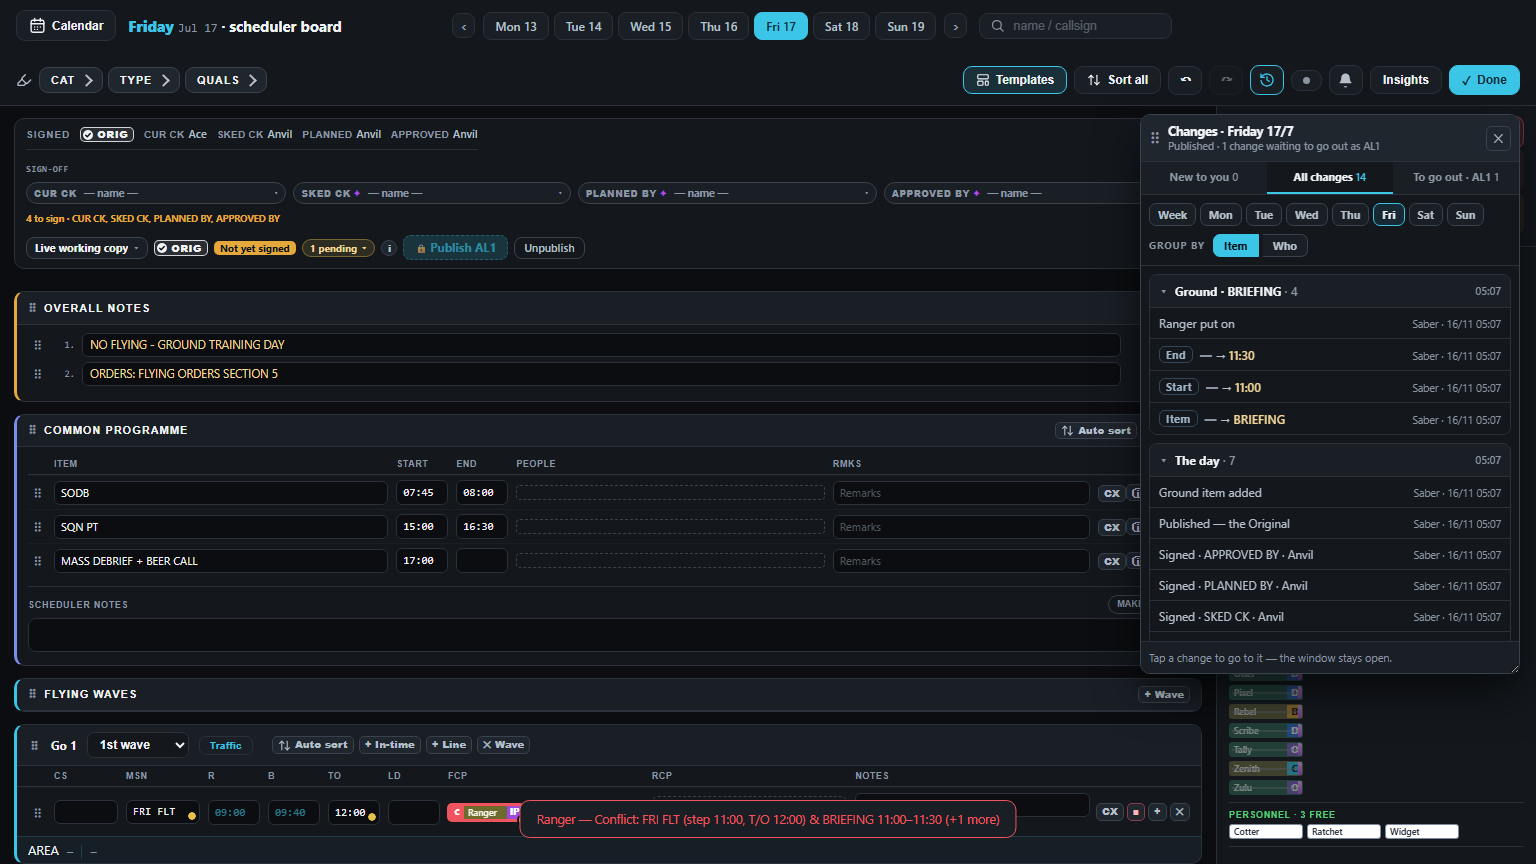 Calendar
Friday Jul 17 · scheduler board
Mon 13
Tue 14
Wed 15
Thu 16
Fri 17
Sat 18
Sun 19
name / callsign
CAT
TYPE
QUALS
Templates
Sort all
Insights
✓ Done
SIGNED ORIG CUR CK Ace SKED CK Anvil PLANNED Anvil APPROVED Anvil
SIGN-OFF
CUR CK — name —
SKED CK — name —
PLANNED BY — name —
APPROVED BY — name —
4 to sign · CUR CK, SKED CK, PLANNED BY, APPROVED BY
Live working copy
ORIG
Not yet signed
1 pending
i
Publish AL1
Unpublish
OVERALL NOTES
1. NO FLYING - GROUND TRAINING DAY
2. ORDERS: FLYING ORDERS SECTION 5
COMMON PROGRAMME
Auto sort
ITEM START END PEOPLE RMKS
SODB 07:45 08:00 Remarks CX
SQN PT 15:00 16:30 Remarks CX
MASS DEBRIEF + BEER CALL 17:00 Remarks CX
SCHEDULER NOTES
MAK
FLYING WAVES
+ Wave
Go 1 1st wave Traffic Auto sort + In-time + Line ✕ Wave
CS MSN R B TO LD FCP RCP NOTES
FRI FLT 09:00 09:40 12:00 C Ranger IP CX
Ranger — Conflict: FRI FLT (step 11:00, T/O 12:00) & BRIEFING 11:00–11:30 (+1 more)
AREA – –
Changes · Friday 17/7
Published · 1 change waiting to go out as AL1
New to you 0
All changes 14
To go out · AL1 1
Week
Mon
Tue
Wed
Thu
Fri
Sat
Sun
GROUP BY Item Who
Ground · BRIEFING · 4 05:07
Ranger put on Saber · 16/11 05:07
End — → 11:30 Saber · 16/11 05:07
Start — → 11:00 Saber · 16/11 05:07
Item — → BRIEFING Saber · 16/11 05:07
The day · 7 05:07
Ground item added Saber · 16/11 05:07
Published — the Original Saber · 16/11 05:07
Signed · APPROVED BY · Anvil Saber · 16/11 05:07
Signed · PLANNED BY · Anvil Saber · 16/11 05:07
Signed · SKED CK · Anvil Saber · 16/11 05:07
Tap a change to go to it — the window stays open.
Pixel D
Rebel B
Scribe D
Tally O
Zenith C
Zulu O
PERSONNEL · 3 FREE
Cotter
Ratchet
Widget